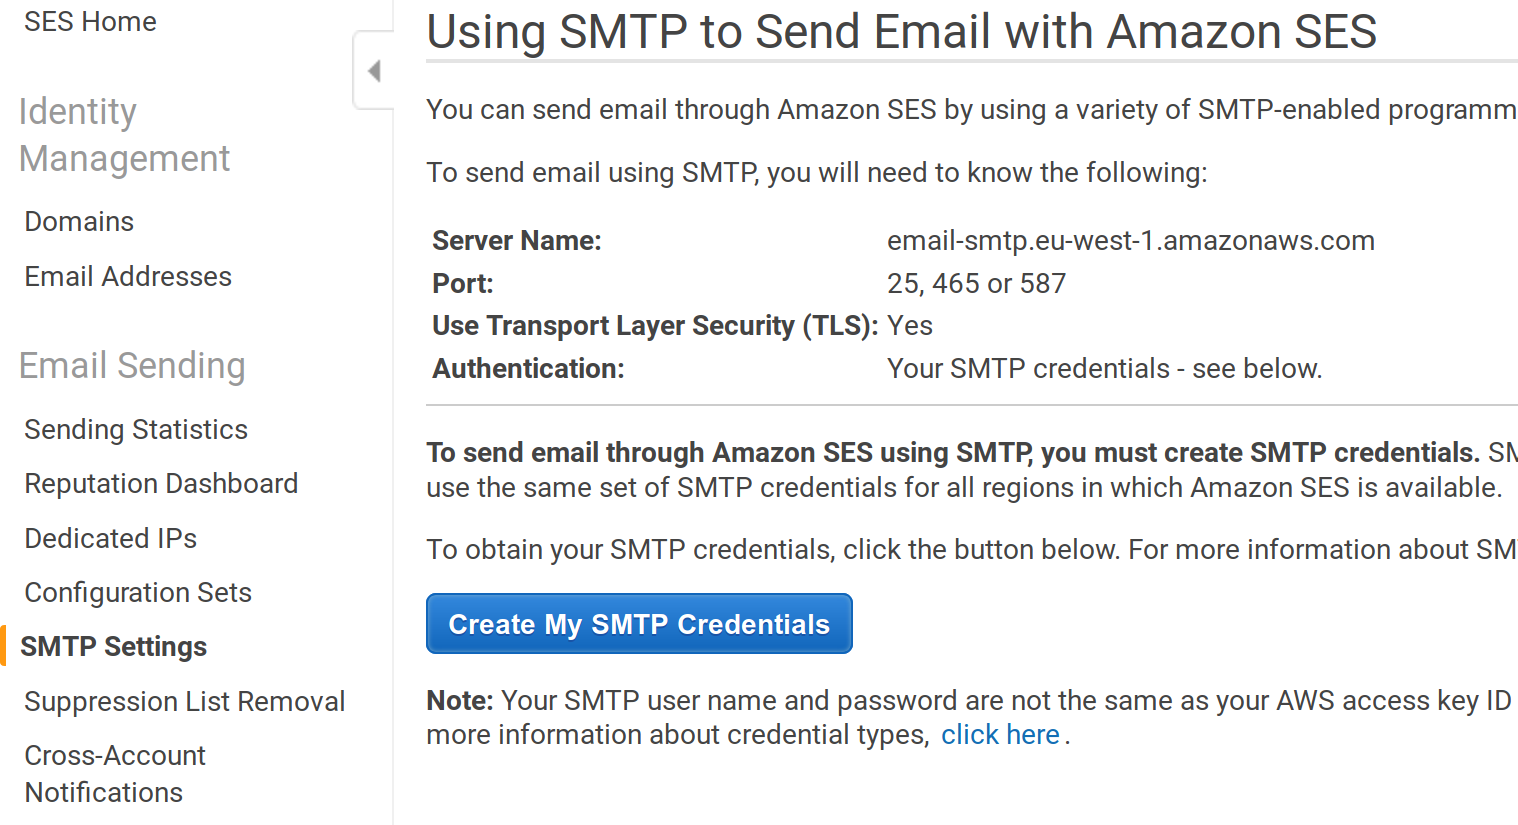 SES Home
Identity
Management
Domains
Email Addresses
Email Sending
Sending Statistics
Reputation Dashboard
Dedicated IPs
Configuration Sets
SMTP Settings
Suppression List Removal
Cross-Account
Notifications
Using SMTP to Send Email with Amazon SES
You can send email through Amazon SES by using a variety of SMTP-enabled programm
To send email using SMTP, you will need to know the following:
Server Name: email-smtp.eu-west-1.amazonaws.com
Port: 25, 465 or 587
Use Transport Layer Security (TLS): Yes
Authentication: Your SMTP credentials - see below.
To send email through Amazon SES using SMTP, you must create SMTP credentials. SM
use the same set of SMTP credentials for all regions in which Amazon SES is available.
To obtain your SMTP credentials, click the button below. For more information about SM
Create My SMTP Credentials
Note: Your SMTP user name and password are not the same as your AWS access key ID
more information about credential types, click here.